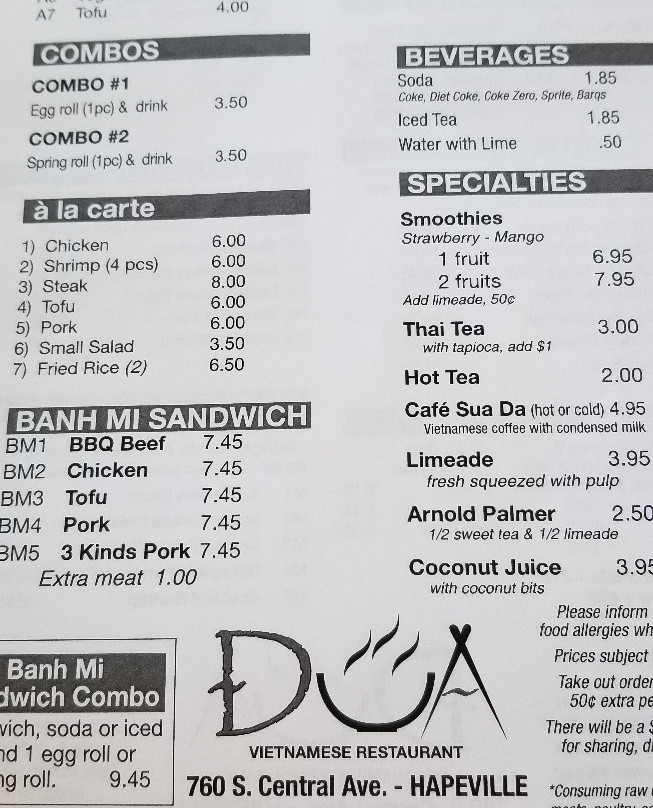 A7 Tofu 4.00
COMBOS
COMBO #1
Egg roll (1pc) & drink 3.50
COMBO #2
Spring roll (1pc) & drink 3.50
à la carte
1) Chicken 6.00
2) Shrimp (4 pcs) 6.00
3) Steak 8.00
4) Tofu 6.00
5) Pork 6.00
6) Small Salad 3.50
7) Fried Rice (2) 6.50
BANH MI SANDWICH
BM1 BBQ Beef 7.45
BM2 Chicken 7.45
BM3 Tofu 7.45
BM4 Pork 7.45
BM5 3 Kinds Pork 7.45
Extra meat 1.00
Banh Mi
dwich Combo
wich, soda or iced
nd 1 egg roll or
ng roll. 9.45
BEVERAGES
Soda 1.85
Coke, Diet Coke, Coke Zero, Sprite, Barqs
Iced Tea 1.85
Water with Lime .50
SPECIALTIES
Smoothies
Strawberry - Mango
1 fruit 6.95
2 fruits 7.95
Add limeade, 50¢
Thai Tea 3.00
with tapioca, add $1
Hot Tea 2.00
Café Sua Da (hot or cold) 4.95
Vietnamese coffee with condensed milk
Limeade 3.95
fresh squeezed with pulp
Arnold Palmer 2.50
1/2 sweet tea & 1/2 limeade
Coconut Juice 3.95
with coconut bits
Please inform
food allergies wh
Prices subject
Take out order
50¢ extra pe
There will be a $
for sharing, d
*Consuming raw
meats, poultry,
ĐUA
VIETNAMESE RESTAURANT
760 S. Central Ave. - HAPEVILLE